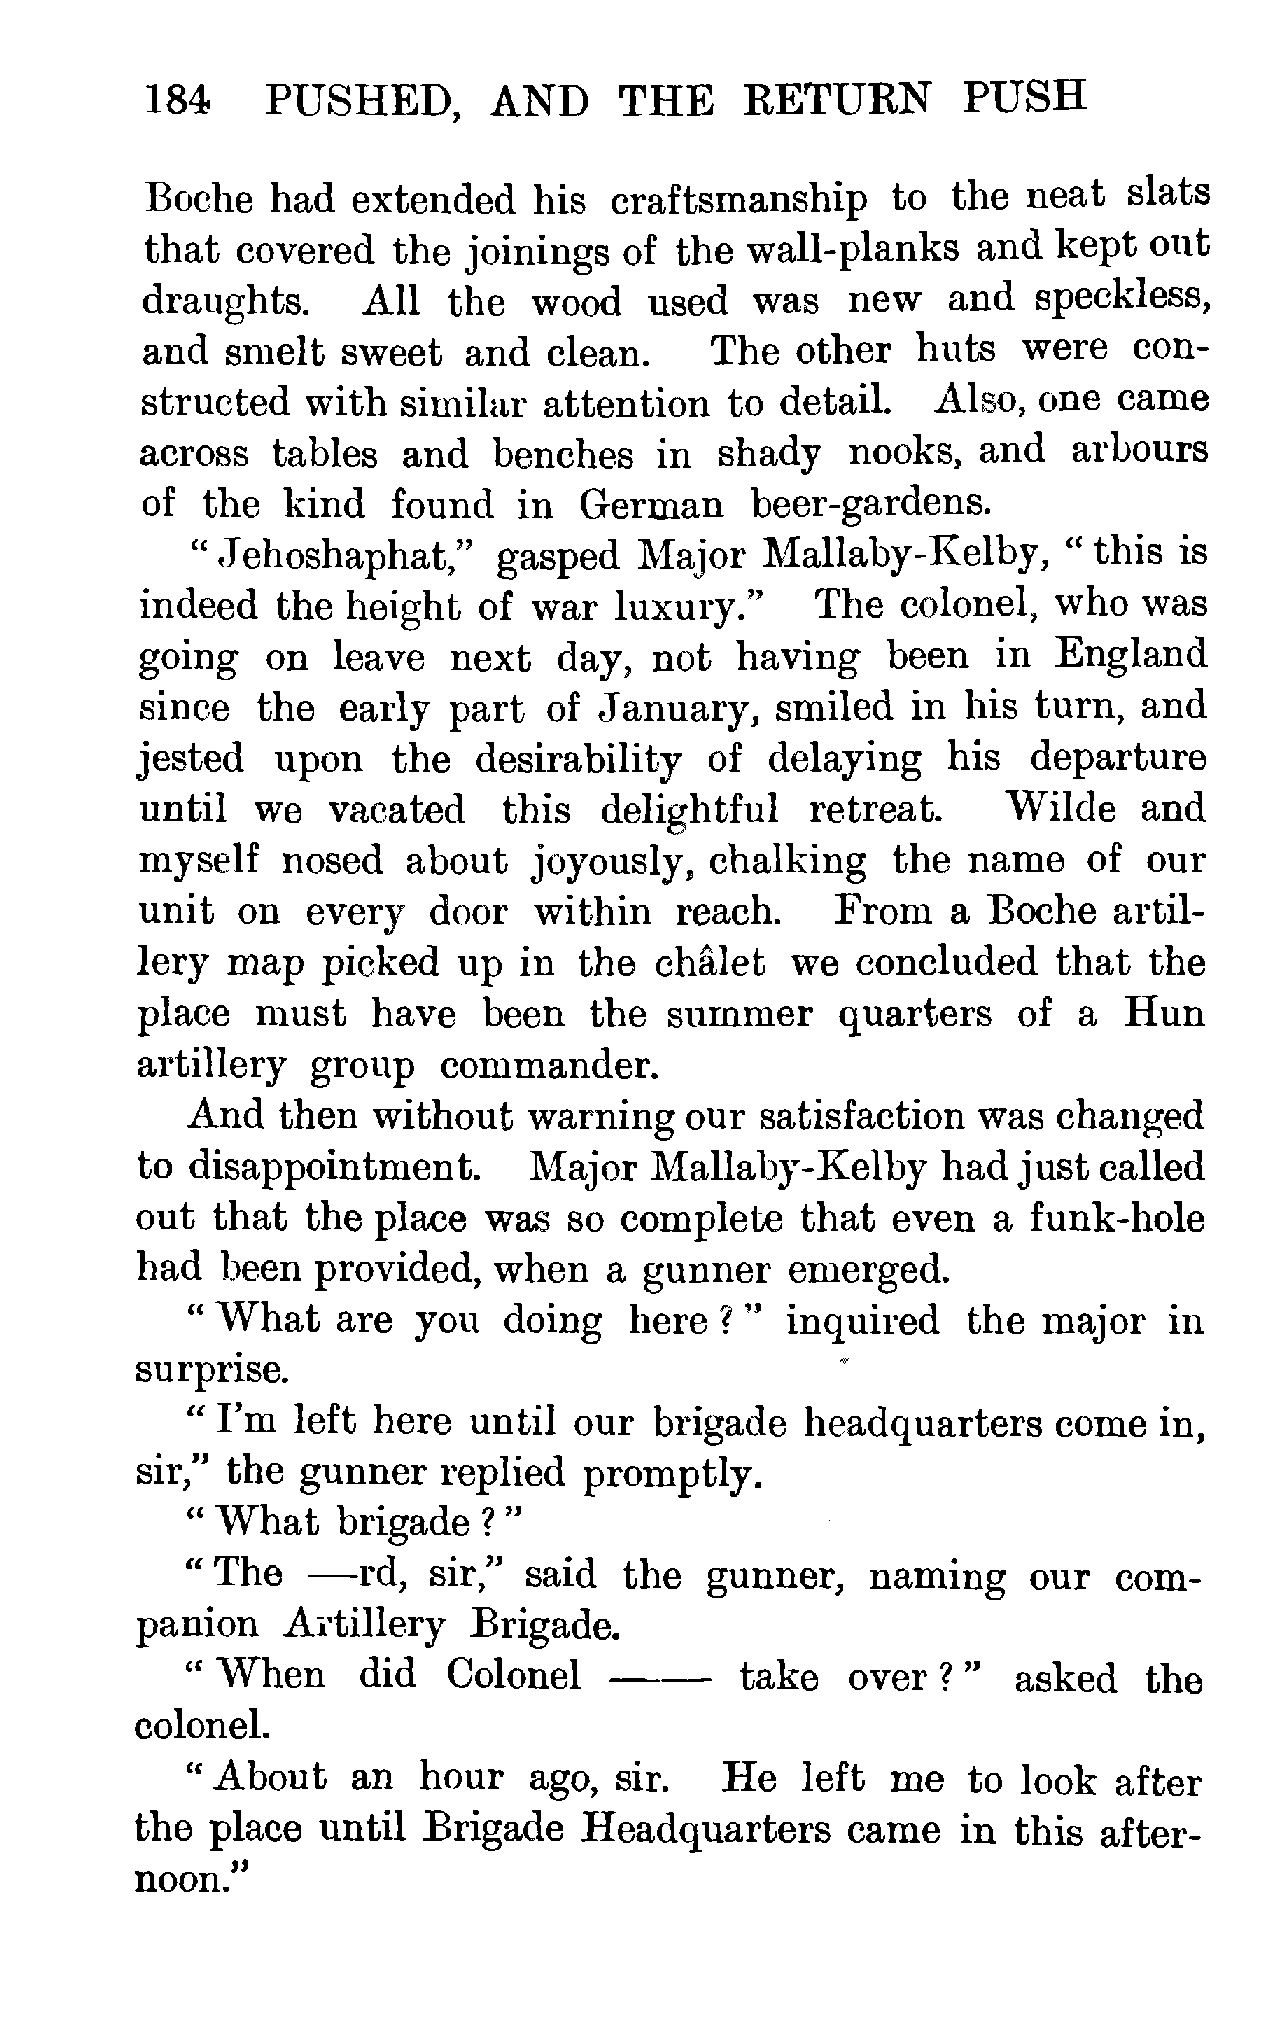 184 PUSHED, AND THE RETURN PUSH
Boche had extended his craftsmanship to the neat slats
that covered the joinings of the wall-planks and kept out
draughts. All the wood used was new and speckless,
and smelt sweet and clean. The other huts were con-
structed with similar attention to detail. Also, one came
across tables and benches in shady nooks, and arbours
of the kind found in German beer-gardens.
“Jehoshaphat,” gasped Major Mallaby-Kelby, “this is
indeed the height of war luxury.” The colonel, who was
going on leave next day, not having been in England
since the early part of January, smiled in his turn, and
jested upon the desirability of delaying his departure
until we vacated this delightful retreat. Wilde and
myself nosed about joyously, chalking the name of our
unit on every door within reach. From a Boche artil-
lery map picked up in the châlet we concluded that the
place must have been the summer quarters of a Hun
artillery group commander.
And then without warning our satisfaction was changed
to disappointment. Major Mallaby-Kelby had just called
out that the place was so complete that even a funk-hole
had been provided, when a gunner emerged.
“What are you doing here?” inquired the major in
surprise.
“I’m left here until our brigade headquarters come in,
sir,” the gunner replied promptly.
“What brigade?”
“The —rd, sir,” said the gunner, naming our com-
panion Artillery Brigade.
“When did Colonel —— take over?” asked the
colonel.
“About an hour ago, sir. He left me to look after
the place until Brigade Headquarters came in this after-
noon.”